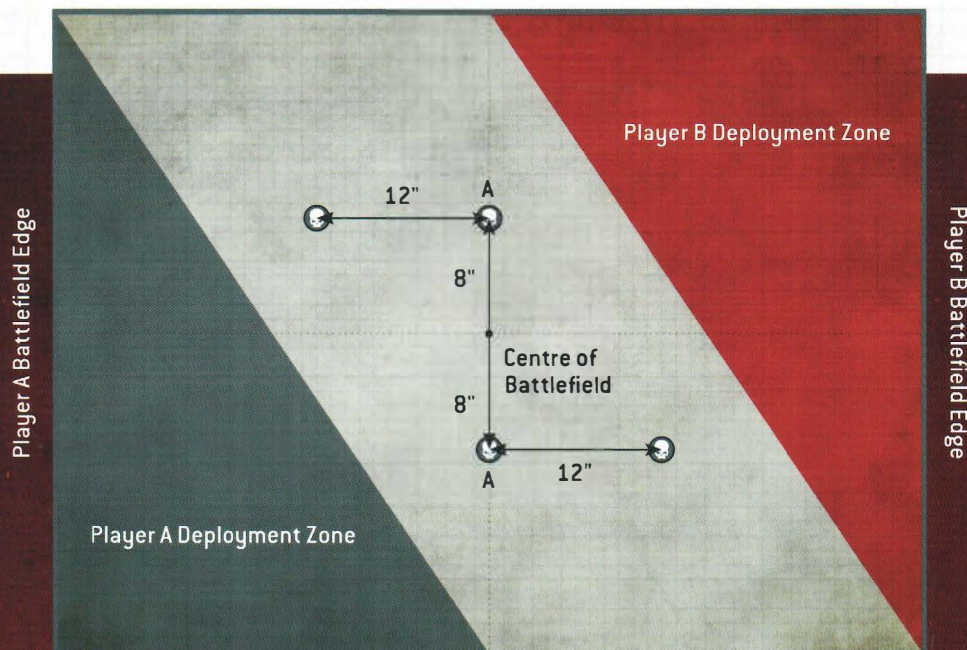 Player B Deployment Zone
12"
A
8"
Player A Battlefield Edge
Player B Battlefield Edge
Centre of
Battlefield
8"
12"
A
Player A Deployment Zone